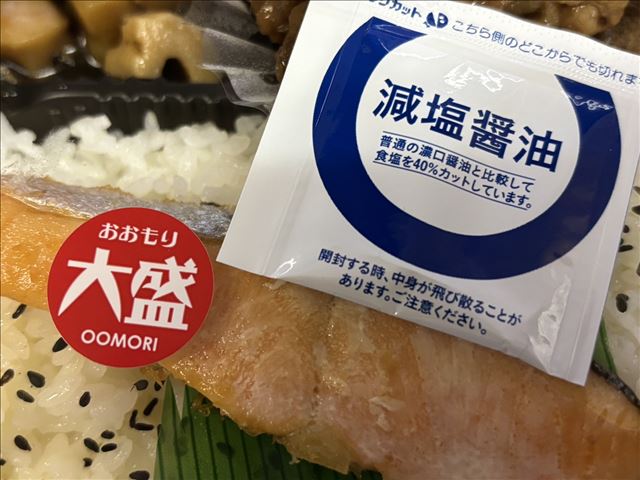 こちら側のどこからでも切れま
減塩醤油
普通の濃口醤油と比較して
食塩を40%カットしています。
開封する時、中身が飛び散ることが
あります。ご注意ください。
おおもり
大盛
OOMORI